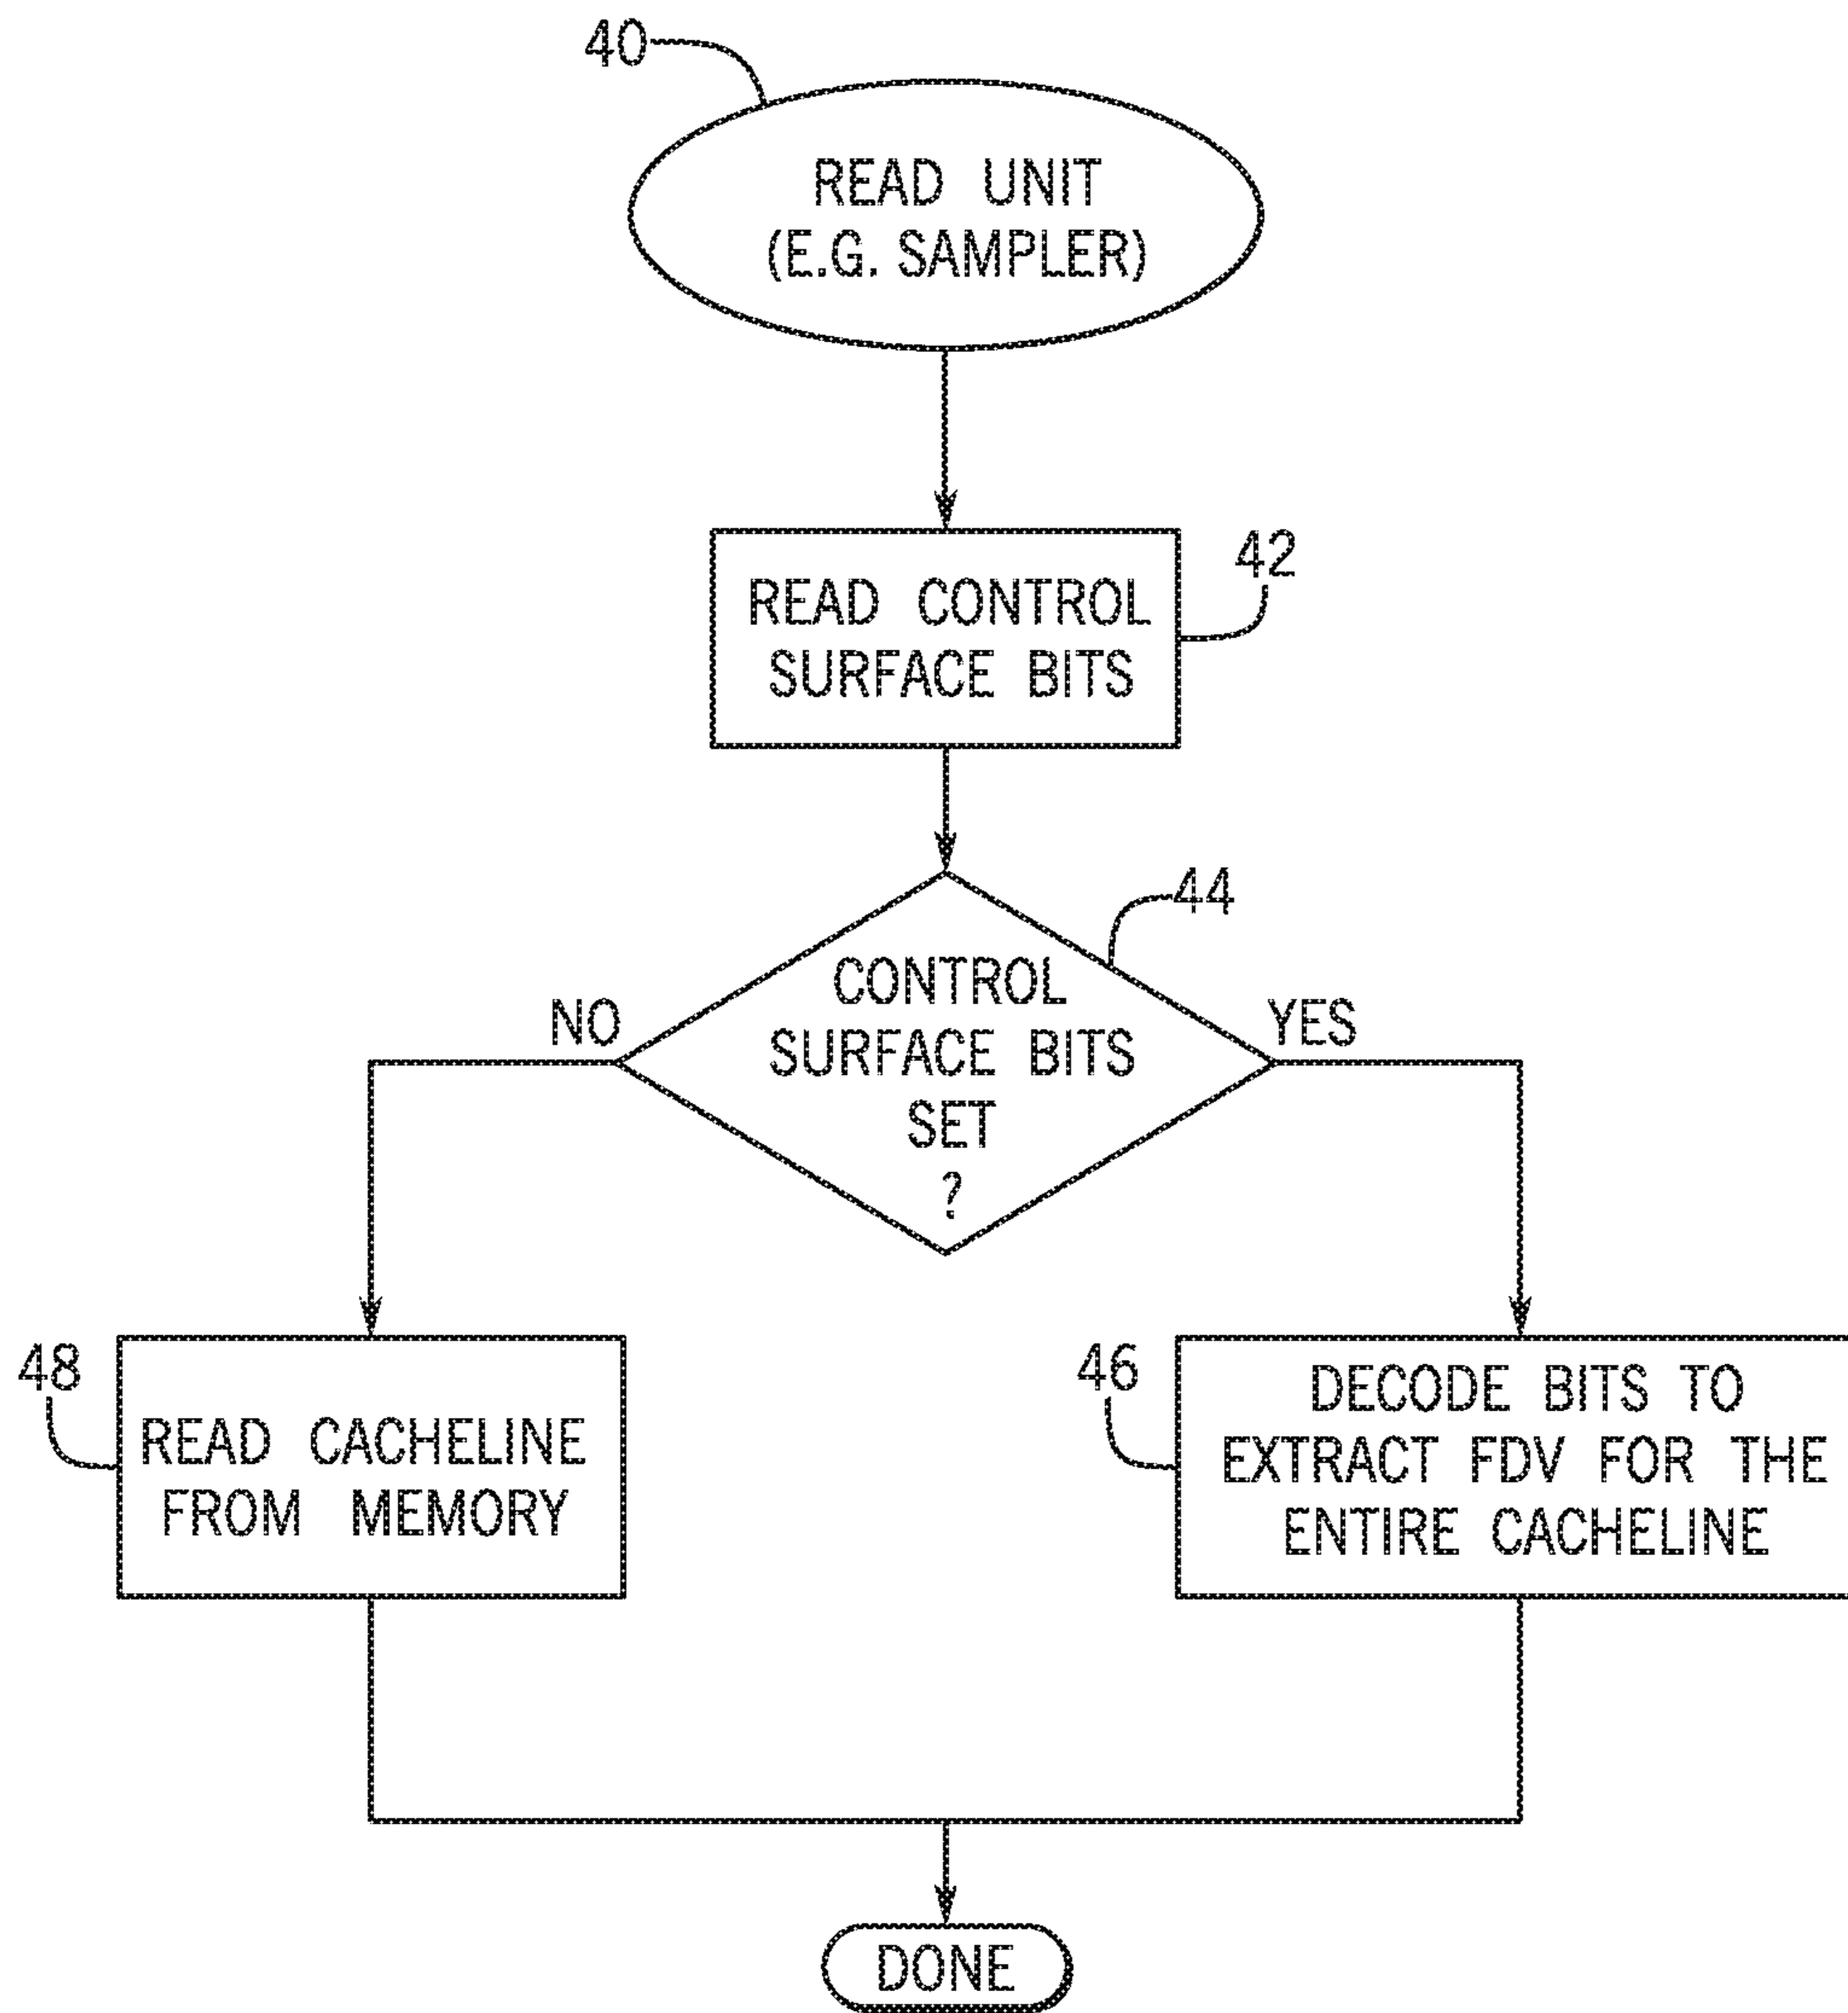 40
READ UNIT
(E.G. SAMPLER)
42
READ CONTROL
SURFACE BITS
44
CONTROL
SURFACE BITS
SET
?
NO
YES
48
READ CACHELINE
FROM MEMORY
46
DECODE BITS TO
EXTRACT FDV FOR THE
ENTIRE CACHELINE
DONE